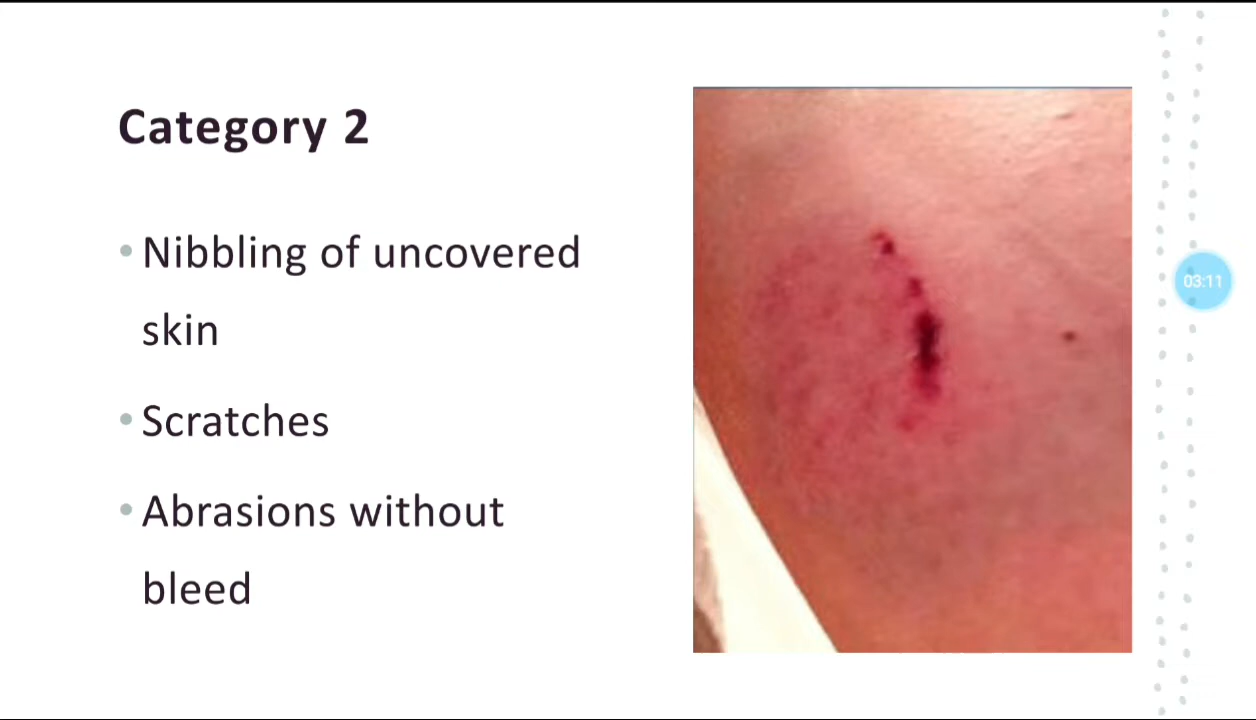 Category 2
• Nibbling of uncovered
skin
• Scratches
• Abrasions without
bleed
03:11